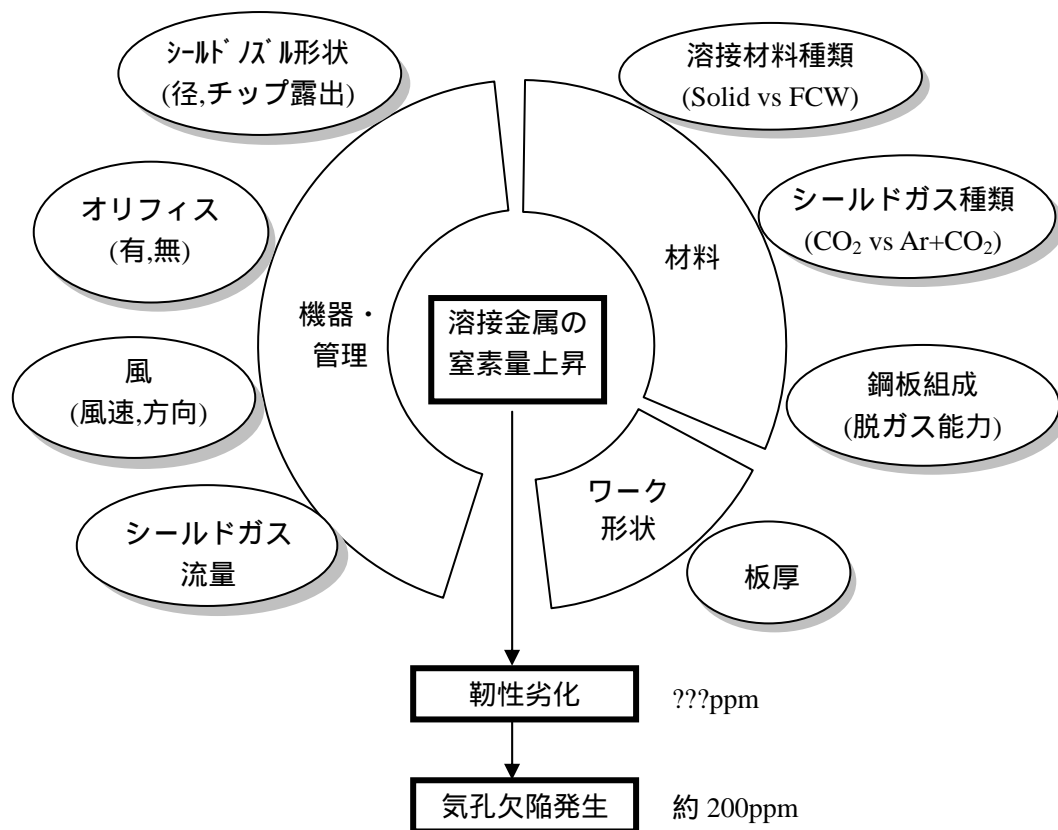 ｼｰﾙﾄﾞﾉｽﾞﾙ形状
(径,チップ露出)
オリフィス
(有,無)
風
(風速,方向)
シールドガス
流量
機器・
管理
溶接金属の
窒素量上昇
溶接材料種類
(Solid vs FCW)
シールドガス種類
(CO₂ vs Ar+CO₂)
材料
鋼板組成
(脱ガス能力)
ワーク
形状
板厚
靭性劣化 ???ppm
気孔欠陥発生 約 200ppm